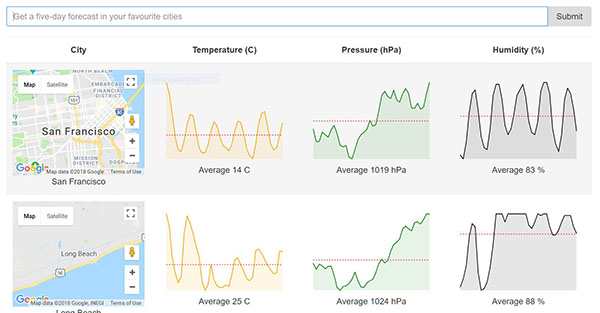 Get a five-day forecast in your favourite cities
Submit
City Temperature (C) Pressure (hPa) Humidity (%)
Map Satellite
NORTH BEACH
EMBARCADERO
FINANCIAL
DISTRICT
101
80
San Francisco
MISSION
DISTRICT
Google
Map data ©2018 Google Terms of Use
San Francisco
Average 14 C
Average 1019 hPa
Average 83 %
Map Satellite
Long Beach
Google
Map data ©2018 Google, INEGI Terms of Use
Long Beach
Average 25 C
Average 1024 hPa
Average 88 %